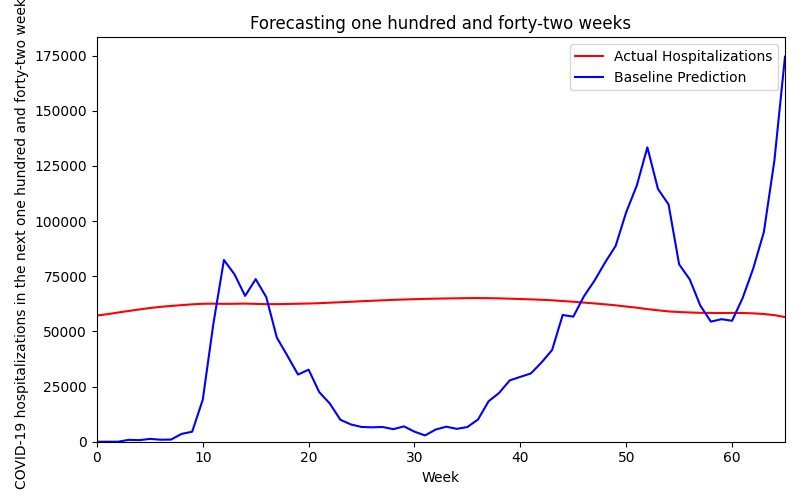 Forecasting one hundred and forty-two weeks
COVID-19 hospitalizations in the next one hundred and forty-two week
175000
150000
125000
100000
75000
50000
25000
0
Actual Hospitalizations
Baseline Prediction
0 10 20 30 40 50 60
Week